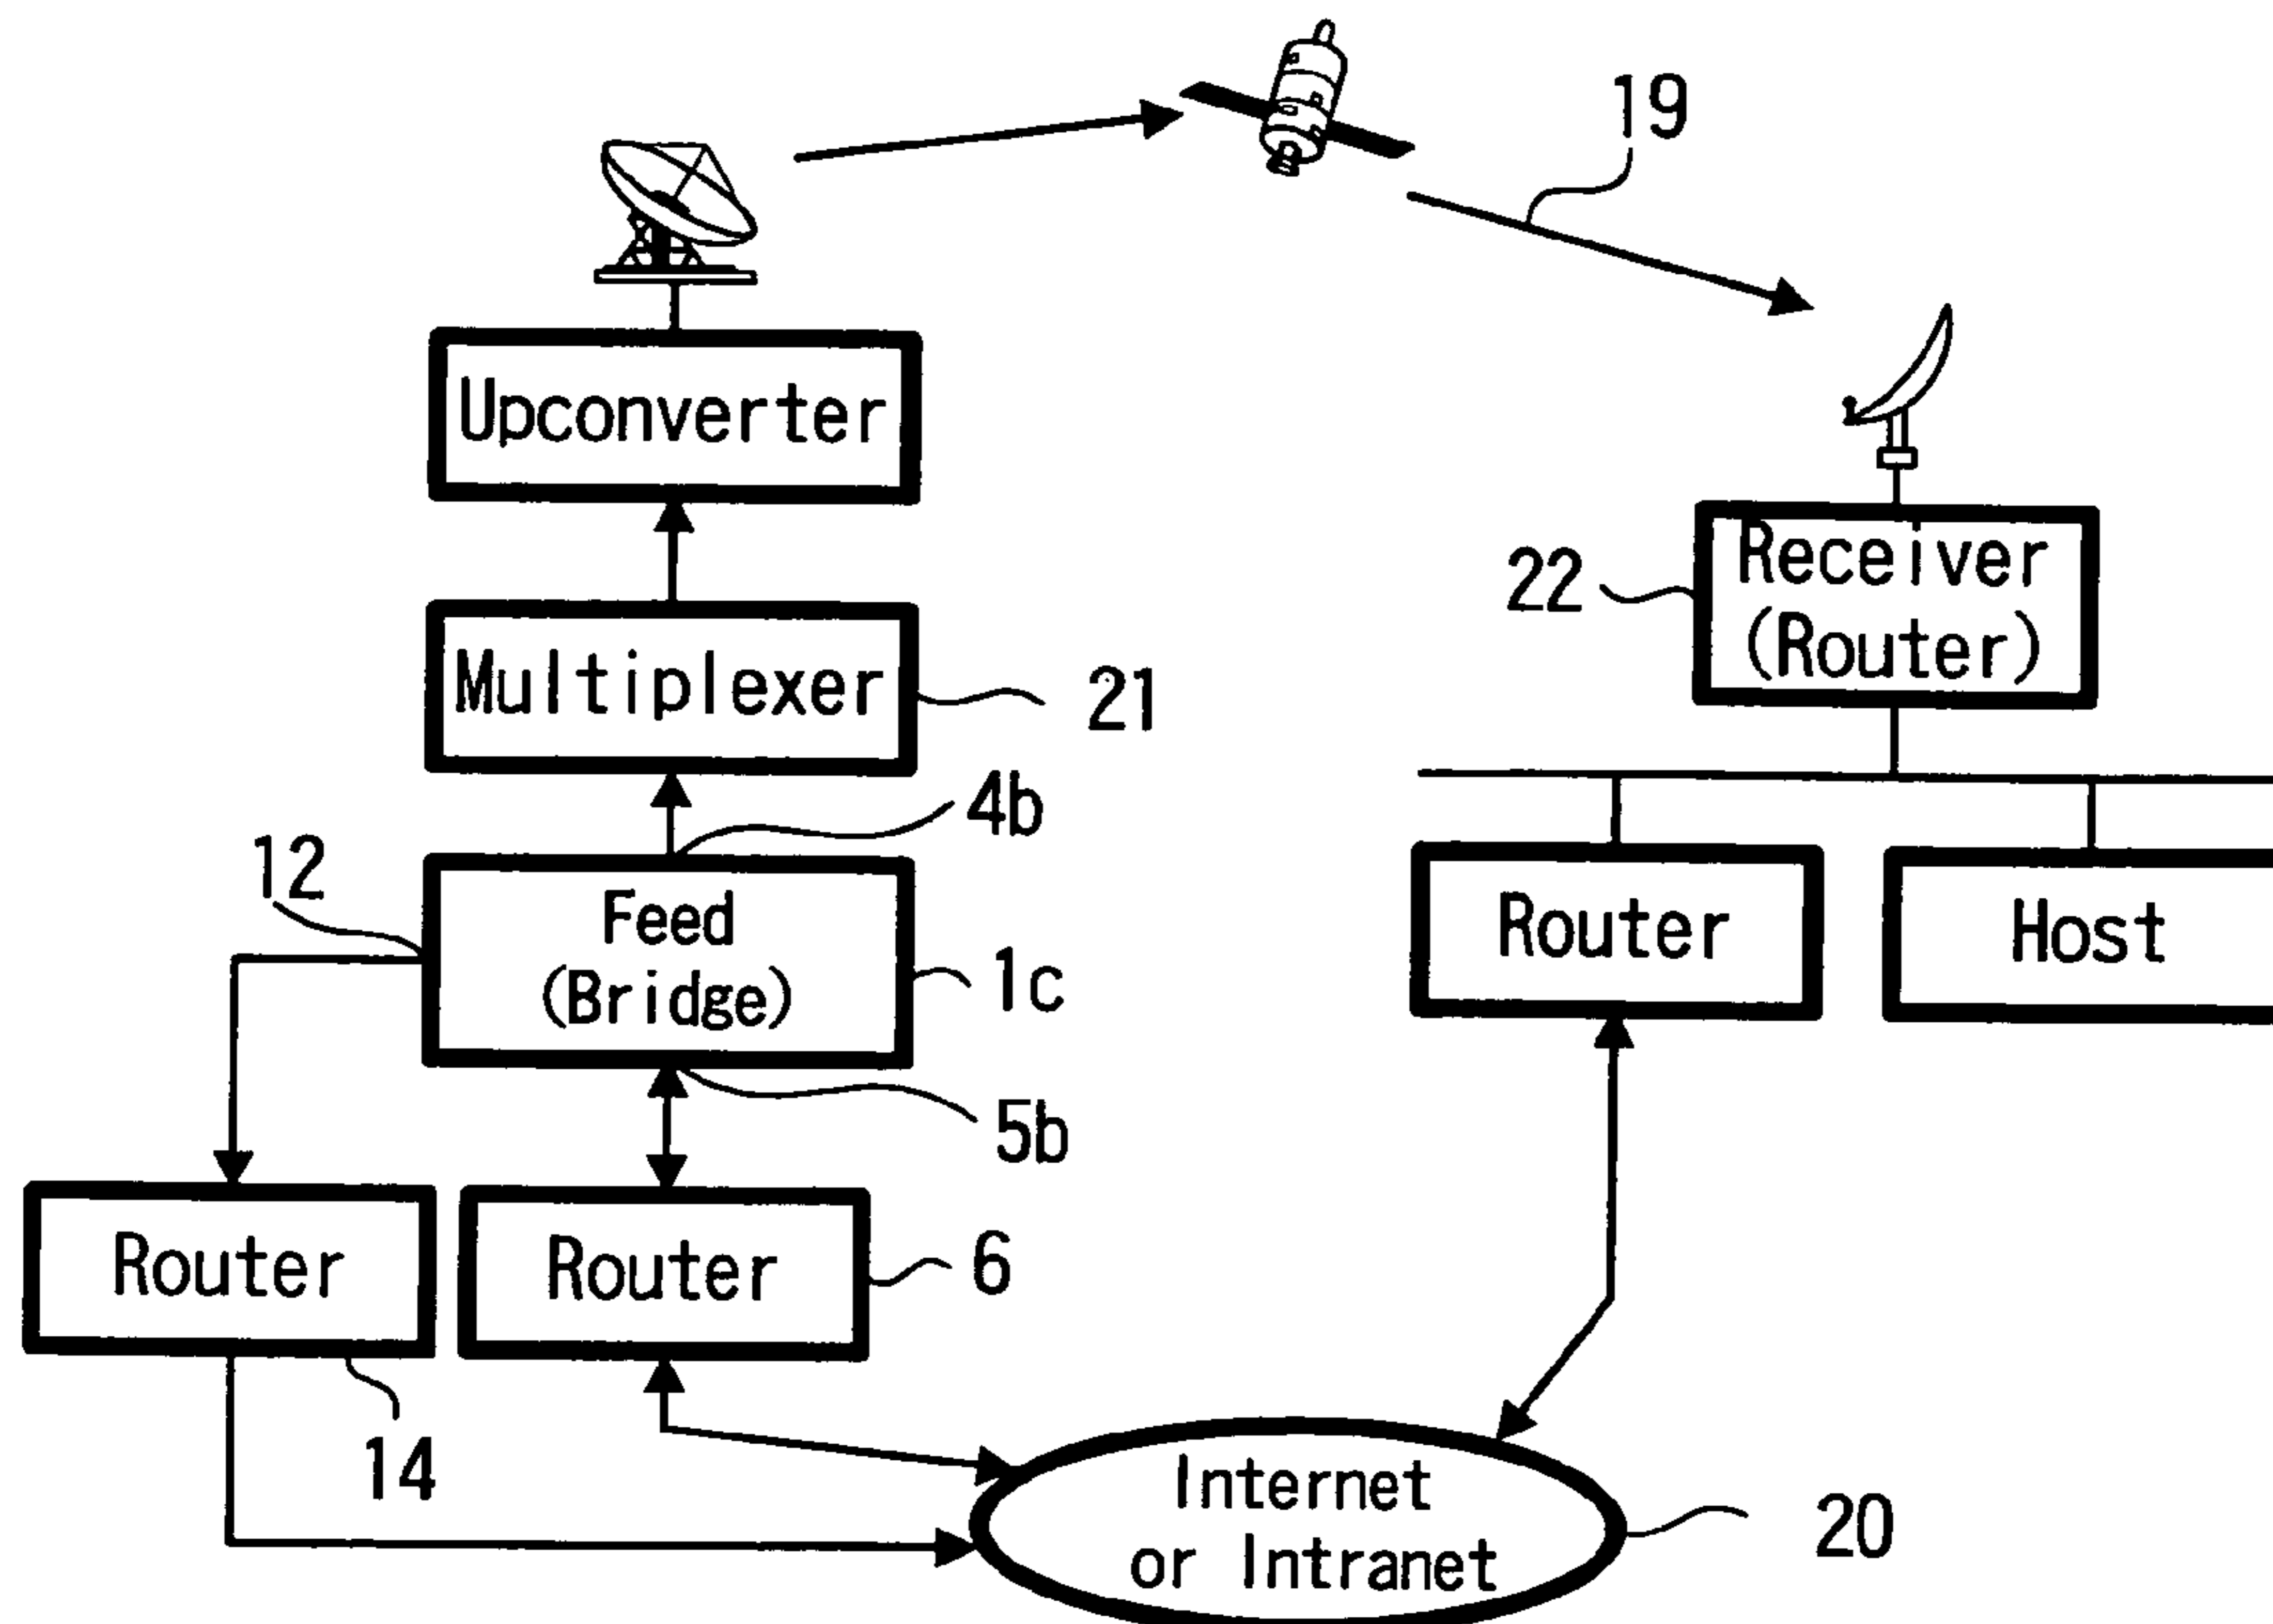 19
Upconverter
Receiver
(Router)
22
Multiplexer
21
4b
12
Feed
(Bridge)
1c
Router
Host
5b
Router
Router
6
14
Internet
or Intranet
20